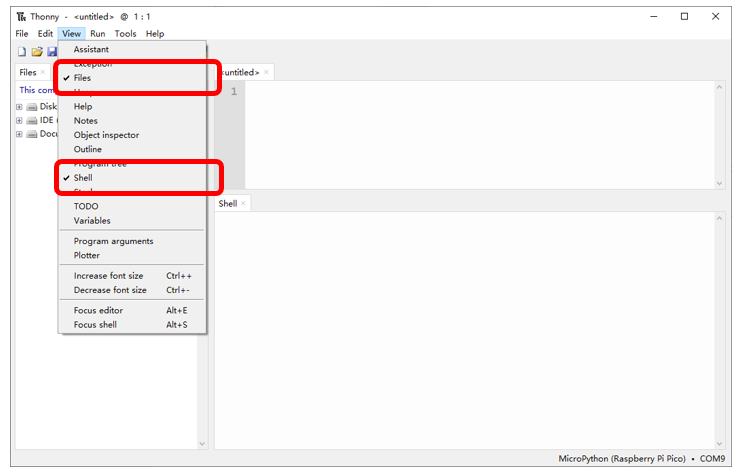 Thonny - <untitled> @ 1 : 1
File Edit View Run Tools Help
Files
<untitled>
This com
Disk
IDE (
Docu
1
Assistant
Exception
Files
Help
Notes
Object inspector
Outline
Program tree
Shell
Stack
TODO
Variables
Program arguments
Plotter
Increase font size Ctrl++
Decrease font size Ctrl+-
Focus editor Alt+E
Focus shell Alt+S
Shell
MicroPython (Raspberry Pi Pico) • COM9